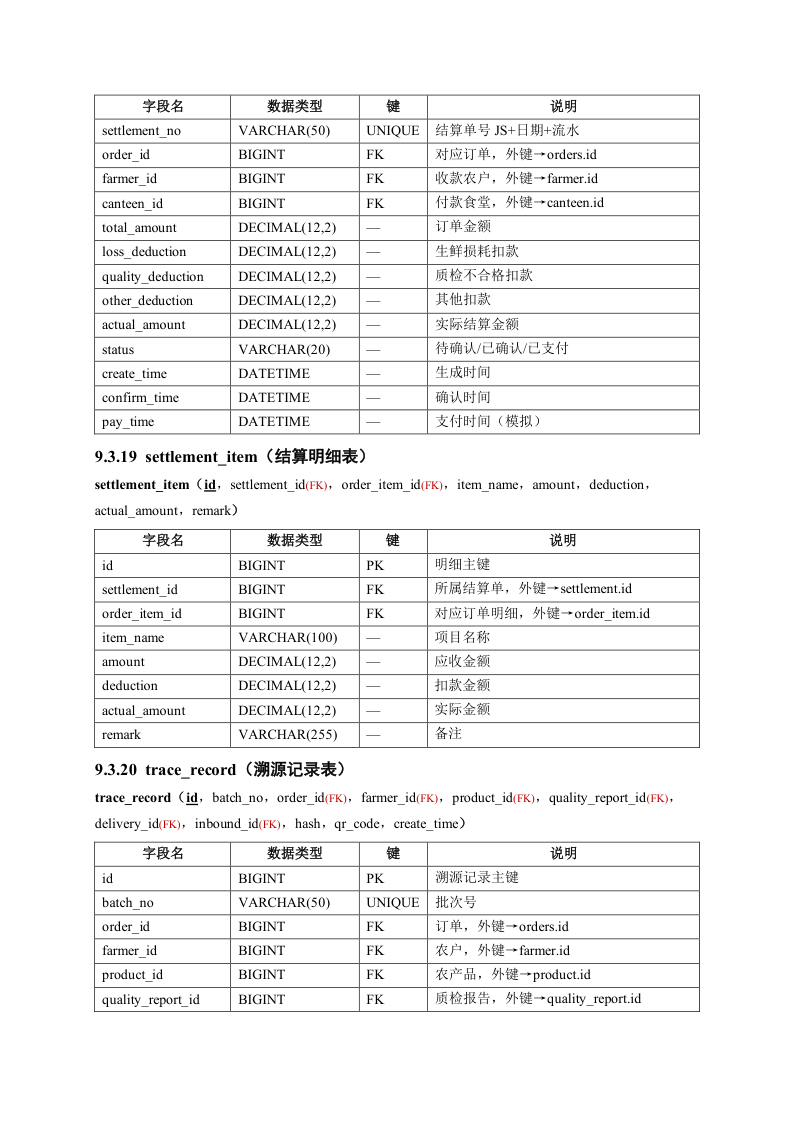 字段名 数据类型 键 说明
settlement_no VARCHAR(50) UNIQUE 结算单号 JS+日期+流水
order_id BIGINT FK 对应订单，外键→orders.id
farmer_id BIGINT FK 收款农户，外键→farmer.id
canteen_id BIGINT FK 付款食堂，外键→canteen.id
total_amount DECIMAL(12,2) — 订单金额
loss_deduction DECIMAL(12,2) — 生鲜损耗扣款
quality_deduction DECIMAL(12,2) — 质检不合格扣款
other_deduction DECIMAL(12,2) — 其他扣款
actual_amount DECIMAL(12,2) — 实际结算金额
status VARCHAR(20) — 待确认/已确认/已支付
create_time DATETIME — 生成时间
confirm_time DATETIME — 确认时间
pay_time DATETIME — 支付时间（模拟）
9.3.19 settlement_item（结算明细表）
settlement_item（id，settlement_id(FK)，order_item_id(FK)，item_name，amount，deduction，
actual_amount，remark）
字段名 数据类型 键 说明
id BIGINT PK 明细主键
settlement_id BIGINT FK 所属结算单，外键→settlement.id
order_item_id BIGINT FK 对应订单明细，外键→order_item.id
item_name VARCHAR(100) — 项目名称
amount DECIMAL(12,2) — 应收金额
deduction DECIMAL(12,2) — 扣款金额
actual_amount DECIMAL(12,2) — 实际金额
remark VARCHAR(255) — 备注
9.3.20 trace_record（溯源记录表）
trace_record（id，batch_no，order_id(FK)，farmer_id(FK)，product_id(FK)，quality_report_id(FK)，
delivery_id(FK)，inbound_id(FK)，hash，qr_code，create_time）
字段名 数据类型 键 说明
id BIGINT PK 溯源记录主键
batch_no VARCHAR(50) UNIQUE 批次号
order_id BIGINT FK 订单，外键→orders.id
farmer_id BIGINT FK 农户，外键→farmer.id
product_id BIGINT FK 农产品，外键→product.id
quality_report_id BIGINT FK 质检报告，外键→quality_report.id